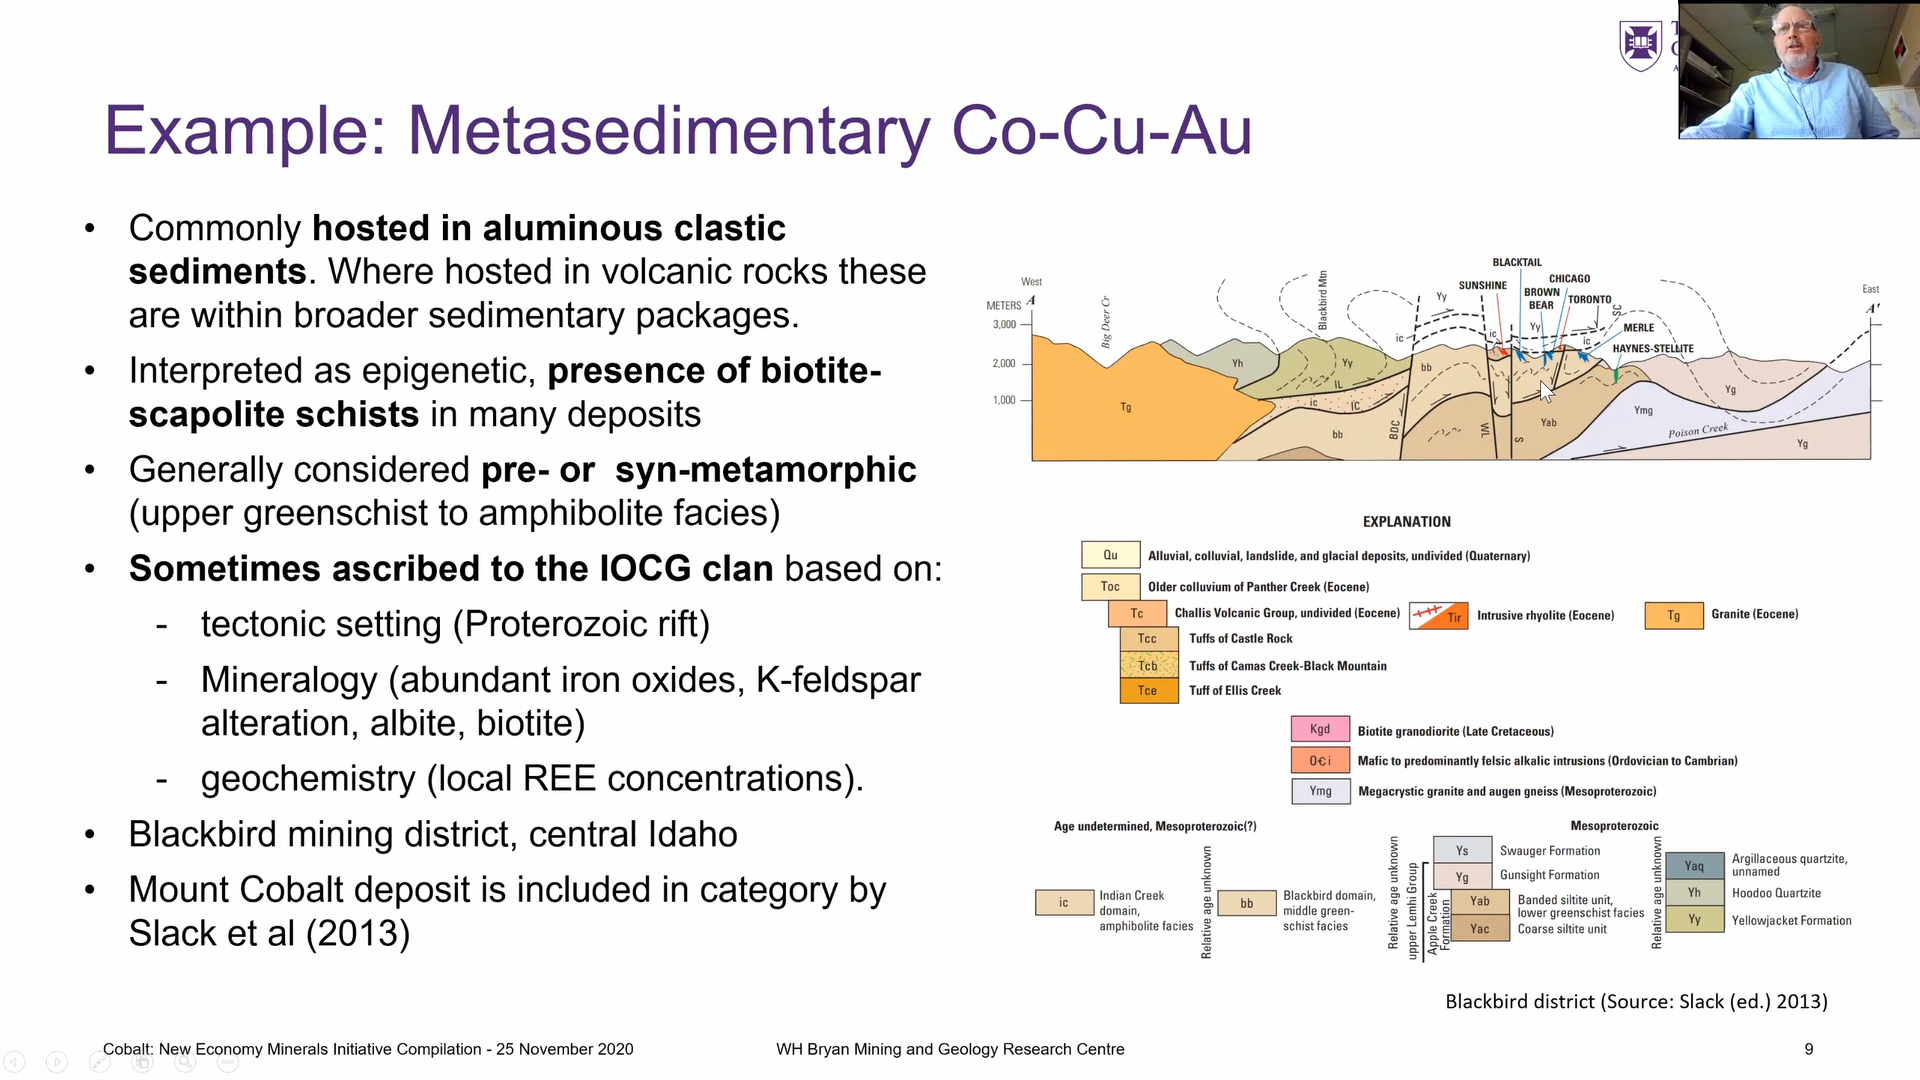 Example: Metasedimentary Co-Cu-Au
• Commonly hosted in aluminous clastic
sediments. Where hosted in volcanic rocks these
are within broader sedimentary packages.
• Interpreted as epigenetic, presence of biotite-
scapolite schists in many deposits
• Generally considered pre- or  syn-metamorphic
(upper greenschist to amphibolite facies)
• Sometimes ascribed to the IOCG clan based on:
- tectonic setting (Proterozoic rift)
- Mineralogy (abundant iron oxides, K-feldspar
alteration, albite, biotite)
- geochemistry (local REE concentrations).
• Blackbird mining district, central Idaho
• Mount Cobalt deposit is included in category by
Slack et al (2013)
West
A
METERS
3,000
2,000
1,000
Big Deer Cr
Blackbird Mtn
BLACKTAIL
SUNSHINE
CHICAGO
BROWN
BEAR
TORONTO
SC
MERLE
HAYNES-STELLITE
East
A'
Yy
ic
ic
Yy
ic
Yh
Yy
IL
bb
Yg
Tg
ic
IC
bb
BDC
WL
S
Yab
Ymg
Poison Creek
Yg
EXPLANATION
Qu Alluvial, colluvial, landslide, and glacial deposits, undivided (Quaternary)
Toc Older colluvium of Panther Creek (Eocene)
Tc Challis Volcanic Group, undivided (Eocene)
Tir Intrusive rhyolite (Eocene)
Tg Granite (Eocene)
Tcc Tuffs of Castle Rock
Tcb Tuffs of Camas Creek-Black Mountain
Tce Tuff of Ellis Creek
Kgd Biotite granodiorite (Late Cretaceous)
O€i Mafic to predominantly felsic alkalic intrusions (Ordovician to Cambrian)
Ymg Megacrystic granite and augen gneiss (Mesoproterozoic)
Age undetermined, Mesoproterozoic(?)
ic Indian Creek
domain,
amphibolite facies
Relative age unknown
bb Blackbird domain,
middle green-
schist facies
Mesoproterozoic
Relative age unknown
upper Lemhi Group
Apple Creek
Formation
Ys Swauger Formation
Yg Gunsight Formation
Yab Banded siltite unit,
lower greenschist facies
Yac Coarse siltite unit
Relative age unknown
Yaq Argillaceous quartzite,
unnamed
Yh Hoodoo Quartzite
Yy Yellowjacket Formation
Blackbird district (Source: Slack (ed.) 2013)
Cobalt: New Economy Minerals Initiative Compilation - 25 November 2020
WH Bryan Mining and Geology Research Centre
9